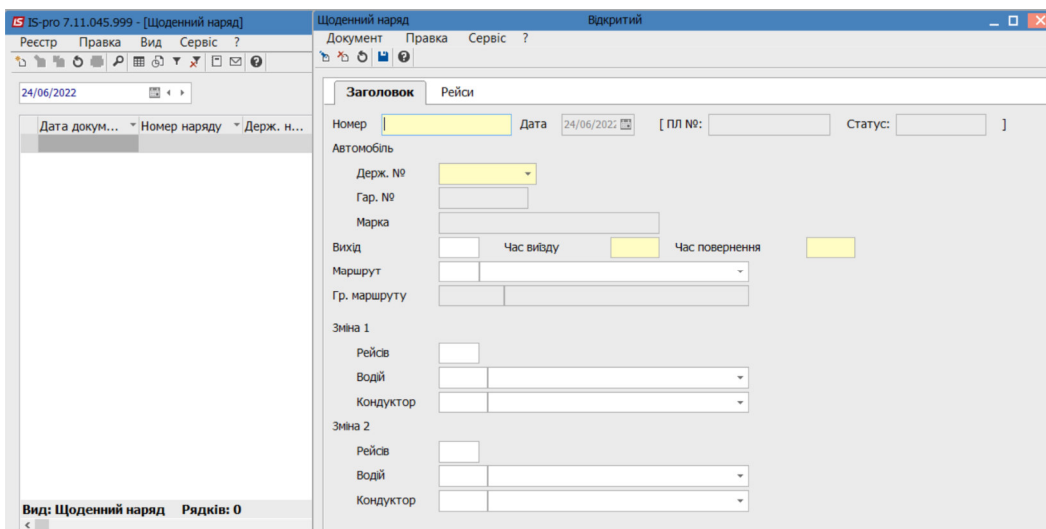 IS-pro 7.11.045.999 - [Щоденний наряд]
Реєстр Правка Вид Сервіс ?
24/06/2022
Дата докум... Номер наряду Держ. н...
Вид: Щоденний наряд Рядків: 0
Щоденний наряд Відкритий
Документ Правка Сервіс ?
Заголовок Рейси
Номер Дата 24/06/2022 [ ПЛ №: Статус: ]
Автомобіль
Держ. №
Гар. №
Марка
Вихід Час виїзду Час повернення
Маршрут
Гр. маршруту
Зміна 1
Рейсів
Водій
Кондуктор
Зміна 2
Рейсів
Водій
Кондуктор